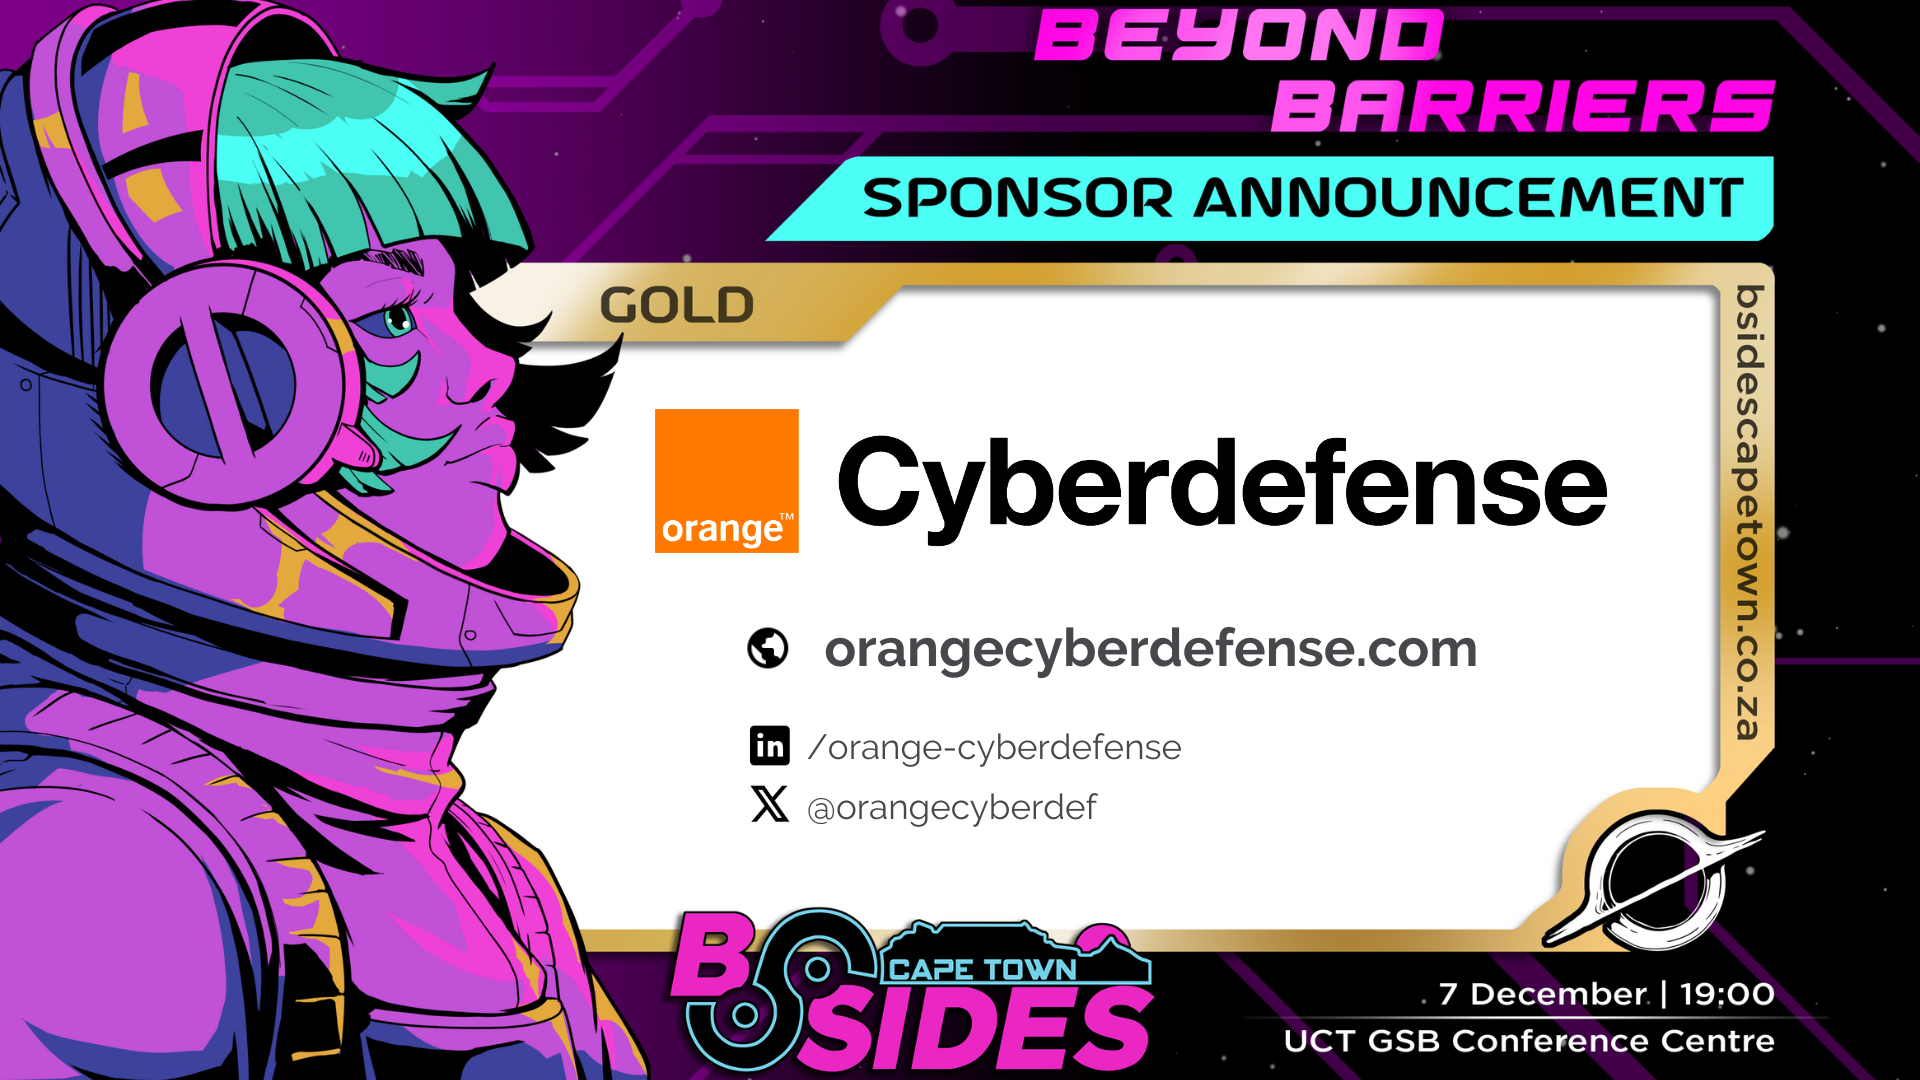 BEYOND
BARRIERS
SPONSOR ANNOUNCEMENT
GOLD
bsidescapetown.co.za
orange™
Cyberdefense
orangecyberdefense.com
in /orange-cyberdefense
X @orangecyberdef
B
CAPE TOWN
SIDES
7 December | 19:00
UCT GSB Conference Centre